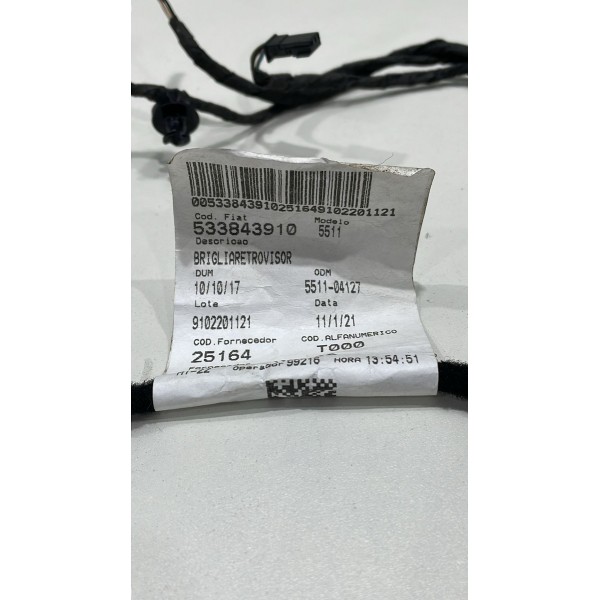 00533843910251649102201121
Cod. Fiat Modelo
533843910 5511
Descricao
BRIGLIARETROVISOR
DUM ODM
10/10/17 5511-04127
Lote Data
9102201121 11/1/21
COD.Fornecedor COD.ALFANUMERICO
25164 T000
99216 HORA 13:54:51